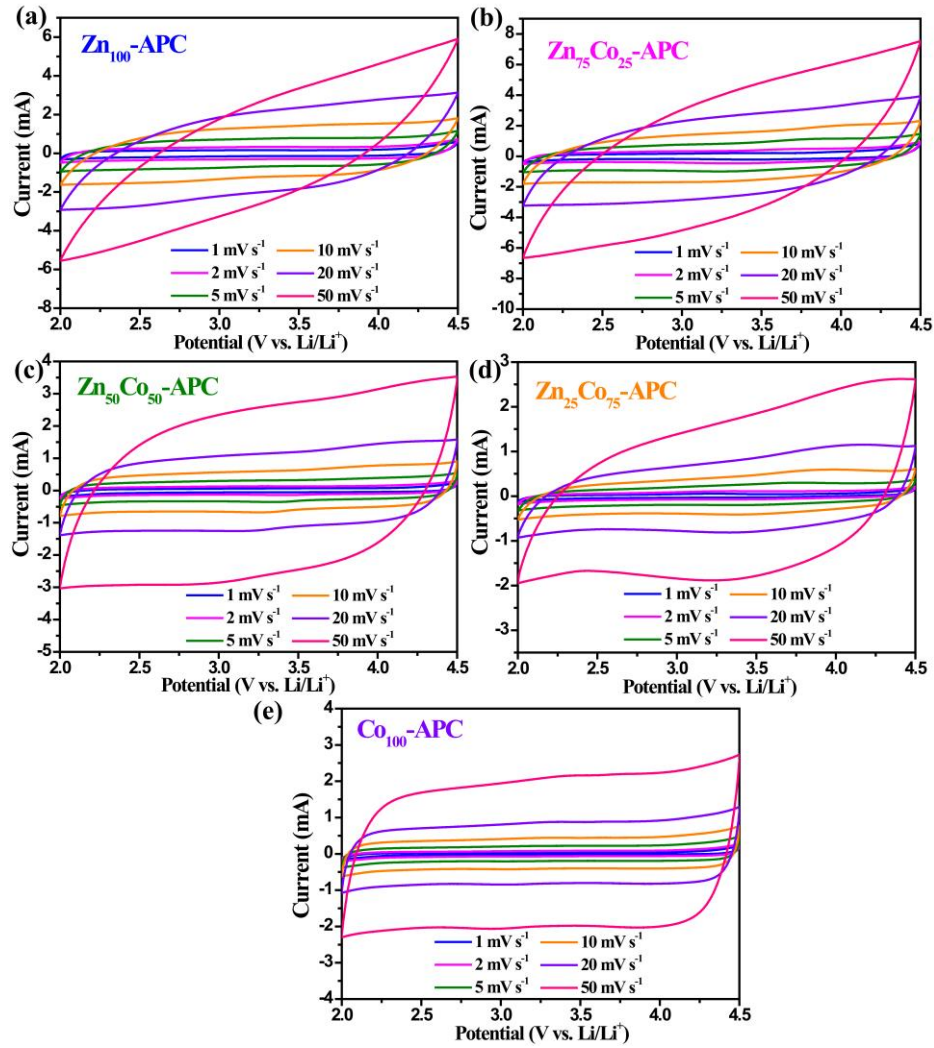 (a)
Zn100-APC
Current (mA)
6
4
2
0
-2
-4
-6
-8
1 mV s-1
2 mV s-1
5 mV s-1
10 mV s-1
20 mV s-1
50 mV s-1
2.0 2.5 3.0 3.5 4.0 4.5
Potential (V vs. Li/Li+)
(b)
Zn75Co25-APC
Current (mA)
8
6
4
2
0
-2
-4
-6
-8
-10
1 mV s-1
2 mV s-1
5 mV s-1
10 mV s-1
20 mV s-1
50 mV s-1
2.0 2.5 3.0 3.5 4.0 4.5
Potential (V vs. Li/Li+)
(c)
Zn50Co50-APC
Current (mA)
4
3
2
1
0
-1
-2
-3
-4
-5
1 mV s-1
2 mV s-1
5 mV s-1
10 mV s-1
20 mV s-1
50 mV s-1
2.0 2.5 3.0 3.5 4.0 4.5
Potential (V vs. Li/Li+)
(d)
Zn25Co75-APC
Current (mA)
3
2
1
0
-1
-2
-3
1 mV s-1
2 mV s-1
5 mV s-1
10 mV s-1
20 mV s-1
50 mV s-1
2.0 2.5 3.0 3.5 4.0 4.5
Potential (V vs. Li/Li+)
(e)
Co100-APC
Current (mA)
4
3
2
1
0
-1
-2
-3
-4
1 mV s-1
2 mV s-1
5 mV s-1
10 mV s-1
20 mV s-1
50 mV s-1
2.0 2.5 3.0 3.5 4.0 4.5
Potential (V vs. Li/Li+)